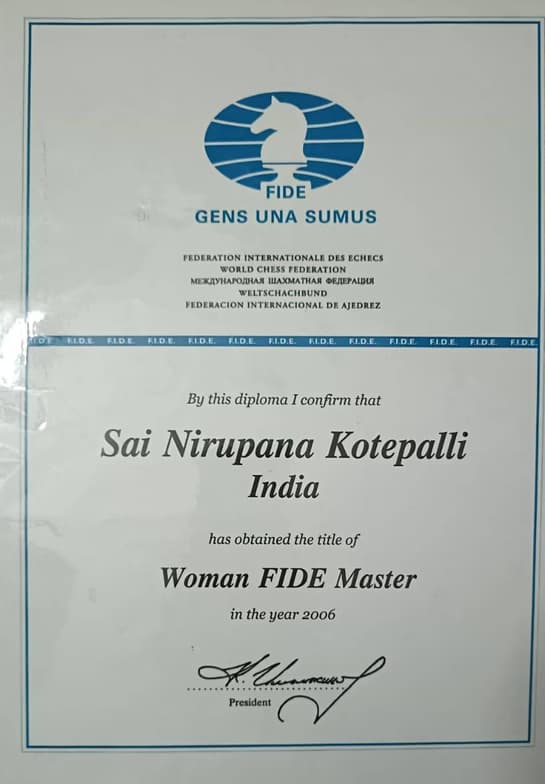 FIDE
GENS UNA SUMUS
FEDERATION INTERNATIONALE DES ECHECS
WORLD CHESS FEDERATION
МЕЖДУНАРОДНАЯ ШАХМАТНАЯ ФЕДЕРАЦИЯ
WELTSCHACHBUND
FEDERACION INTERNACIONAL DE AJEDREZ
F.I.D.E. F.I.D.E. F.I.D.E. F.I.D.E. F.I.D.E. F.I.D.E. F.I.D.E. F.I.D.E. F.I.D.E. F.I.D.E. F.I.D.E. F.I.D.E. F.I.D.E.
By this diploma I confirm that
Sai Nirupana Kotepalli
India
has obtained the title of
Woman FIDE Master
in the year 2006
President